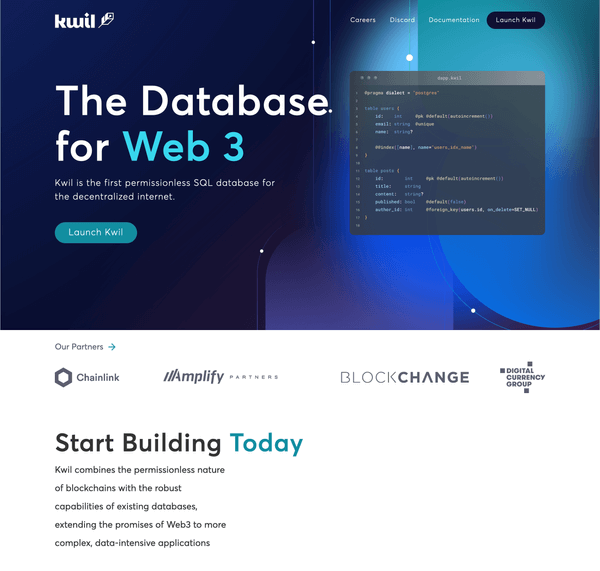 kwil
Careers Discord Documentation Launch Kwil
The Database
for Web 3
Kwil is the first permissionless SQL database for
the decentralized internet.
Launch Kwil
dapp.kwil
1 @pragma dialect = "postgres"
2
3 table users {
4 id: int @pk @default(autoincrement())
5 email: string @unique
6 name: string?
7
8 @@index([name], name="users_idx_name")
9 }
10
11 table posts {
12 id: int @pk @default(autoincrement())
13 title: string
14 content: string?
15 published: bool @default(false)
16 author_id: int @foreign_key(users.id, on_delete=SET_NULL)
17 }
18
Our Partners →
Chainlink
Amplify PARTNERS
BLOCKCHANGE
DIGITAL
CURRENCY
GROUP
Start Building Today
Kwil combines the permissionless nature
of blockchains with the robust
capabilities of existing databases,
extending the promises of Web3 to more
complex, data-intensive applications